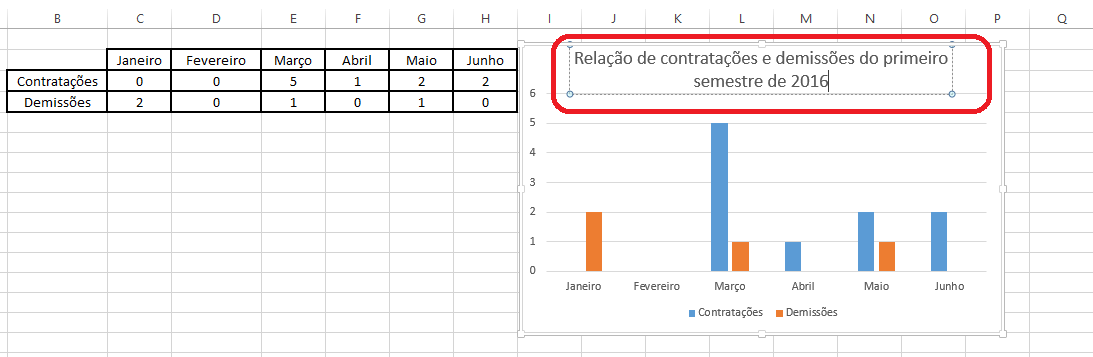 B C D E F G H I J K L M N O P Q
Janeiro Fevereiro Março Abril Maio Junho
Contratações 0 0 5 1 2 2
Demissões 2 0 1 0 1 0
Relação de contratações e demissões do primeiro
semestre de 2016
6
5
4
3
2
1
0
Janeiro Fevereiro Março Abril Maio Junho
Contratações Demissões